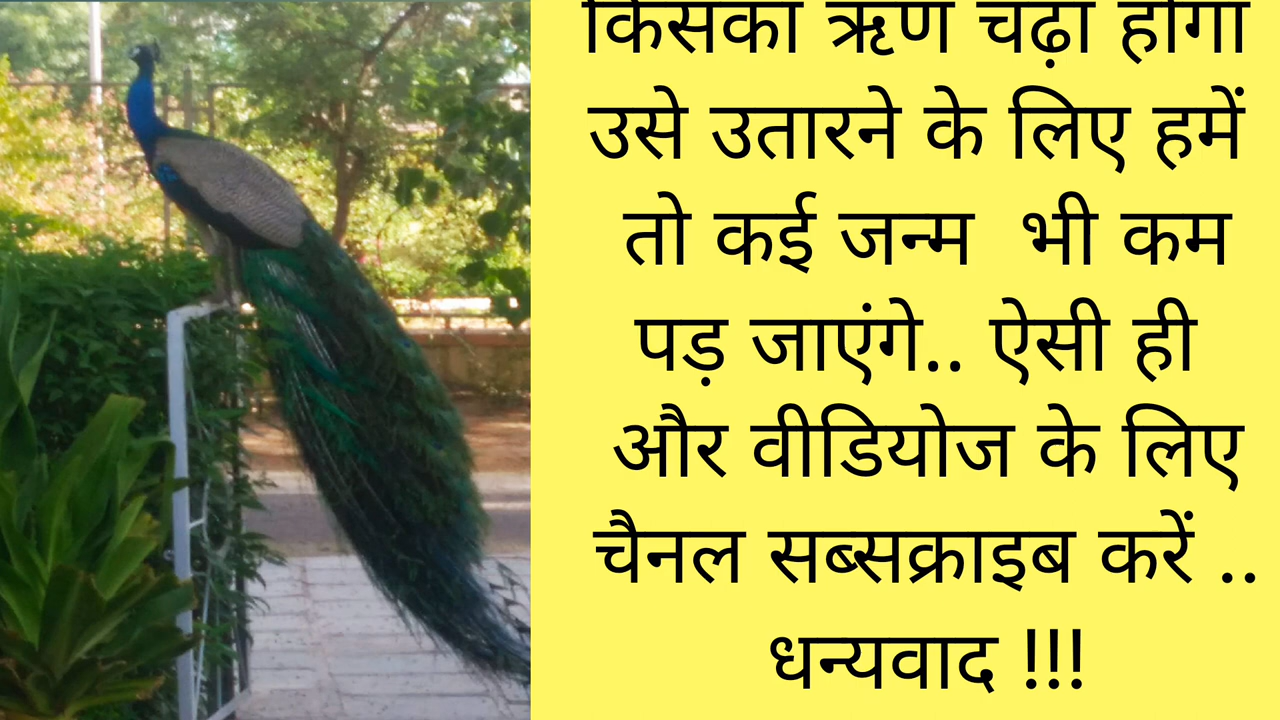 किसका ऋण चढ़ा होगा
उसे उतारने के लिए हमें
तो कई जन्म भी कम
पड़ जाएंगे.. ऐसी ही
और वीडियोज के लिए
चैनल सब्सक्राइब करें ..
धन्यवाद !!!